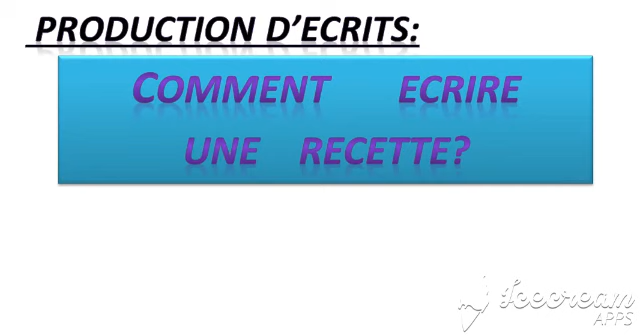 PRODUCTION D'ECRITS:
COMMENT ECRIRE
UNE RECETTE?
Icecream
APPS